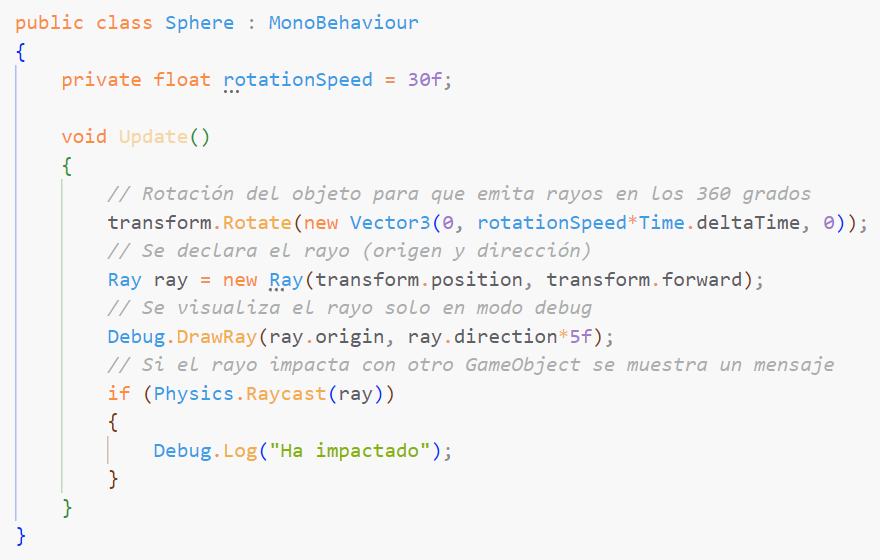 public class Sphere : MonoBehaviour
{
    private float rotationSpeed = 30f;

    void Update()
    {
        // Rotación del objeto para que emita rayos en los 360 grados
        transform.Rotate(new Vector3(0, rotationSpeed*Time.deltaTime, 0));
        // Se declara el rayo (origen y dirección)
        Ray ray = new Ray(transform.position, transform.forward);
        // Se visualiza el rayo solo en modo debug
        Debug.DrawRay(ray.origin, ray.direction*5f);
        // Si el rayo impacta con otro GameObject se muestra un mensaje
        if (Physics.Raycast(ray))
        {
            Debug.Log("Ha impactado");
        }
    }
}